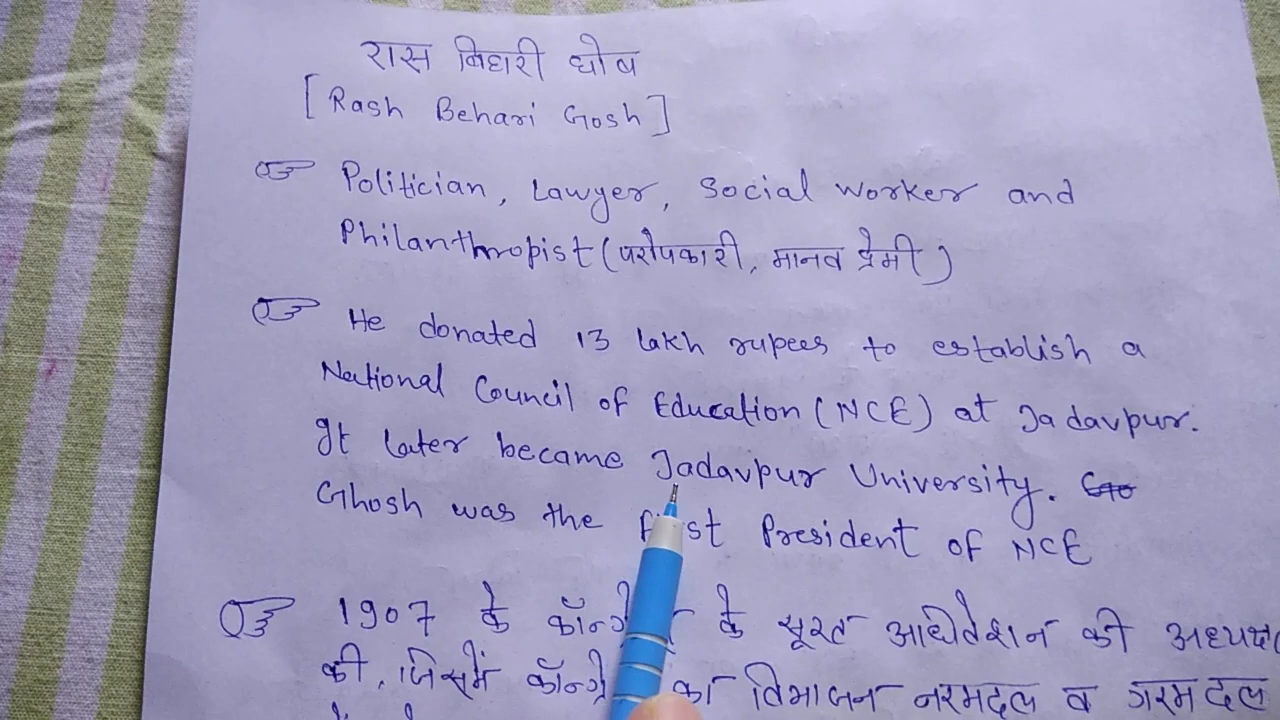 रास बिहारी घोष
[Rash Behari Gosh]
Politician, Lawyer, Social worker and
Philanthropist (परोपकारी, मानव प्रेमी)
He donated 13 lakh rupees to establish a
National Council of Education (NCE) at Jadavpur.
It later became Jadavpur University.
Ghosh was the first President of NCE
1907 के के सूरत अधिवेशन की
की, जिसमें का विभाजन नरमदल व गरमदल